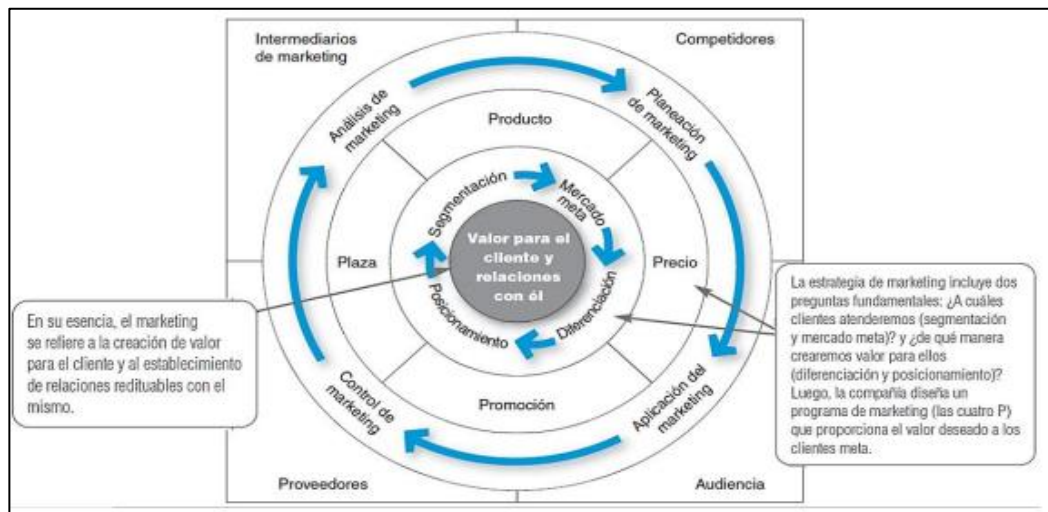 Intermediarios
de marketing
Competidores
Análisis de
marketing
Planeación
de marketing
Producto
Segmentación
Mercado
meta
Valor para el
cliente y
relaciones
con él
Plaza
Precio
Posicionamiento
Diferenciación
En su esencia, el marketing
se reliere a la creación de valor
para el cliente y al establecimiento
de relaciones redituables con el
mismo.
La estrategia de marketing incluye dos
preguntas fundamentales: ¿A cuáles
clientes atenderemos (segmentación
y mercado meta)? y ¿de qué manera
crearemos valor para ellos
(diferenciación y posicionamiento)?
Luego, la compañía diseña un
programa de marketing (las cuatro P)
que proporciona el valor deseado a los
clientes meta.
Control de
marketing
Promoción
Aplicación del
marketing
Proveedores
Audiencia